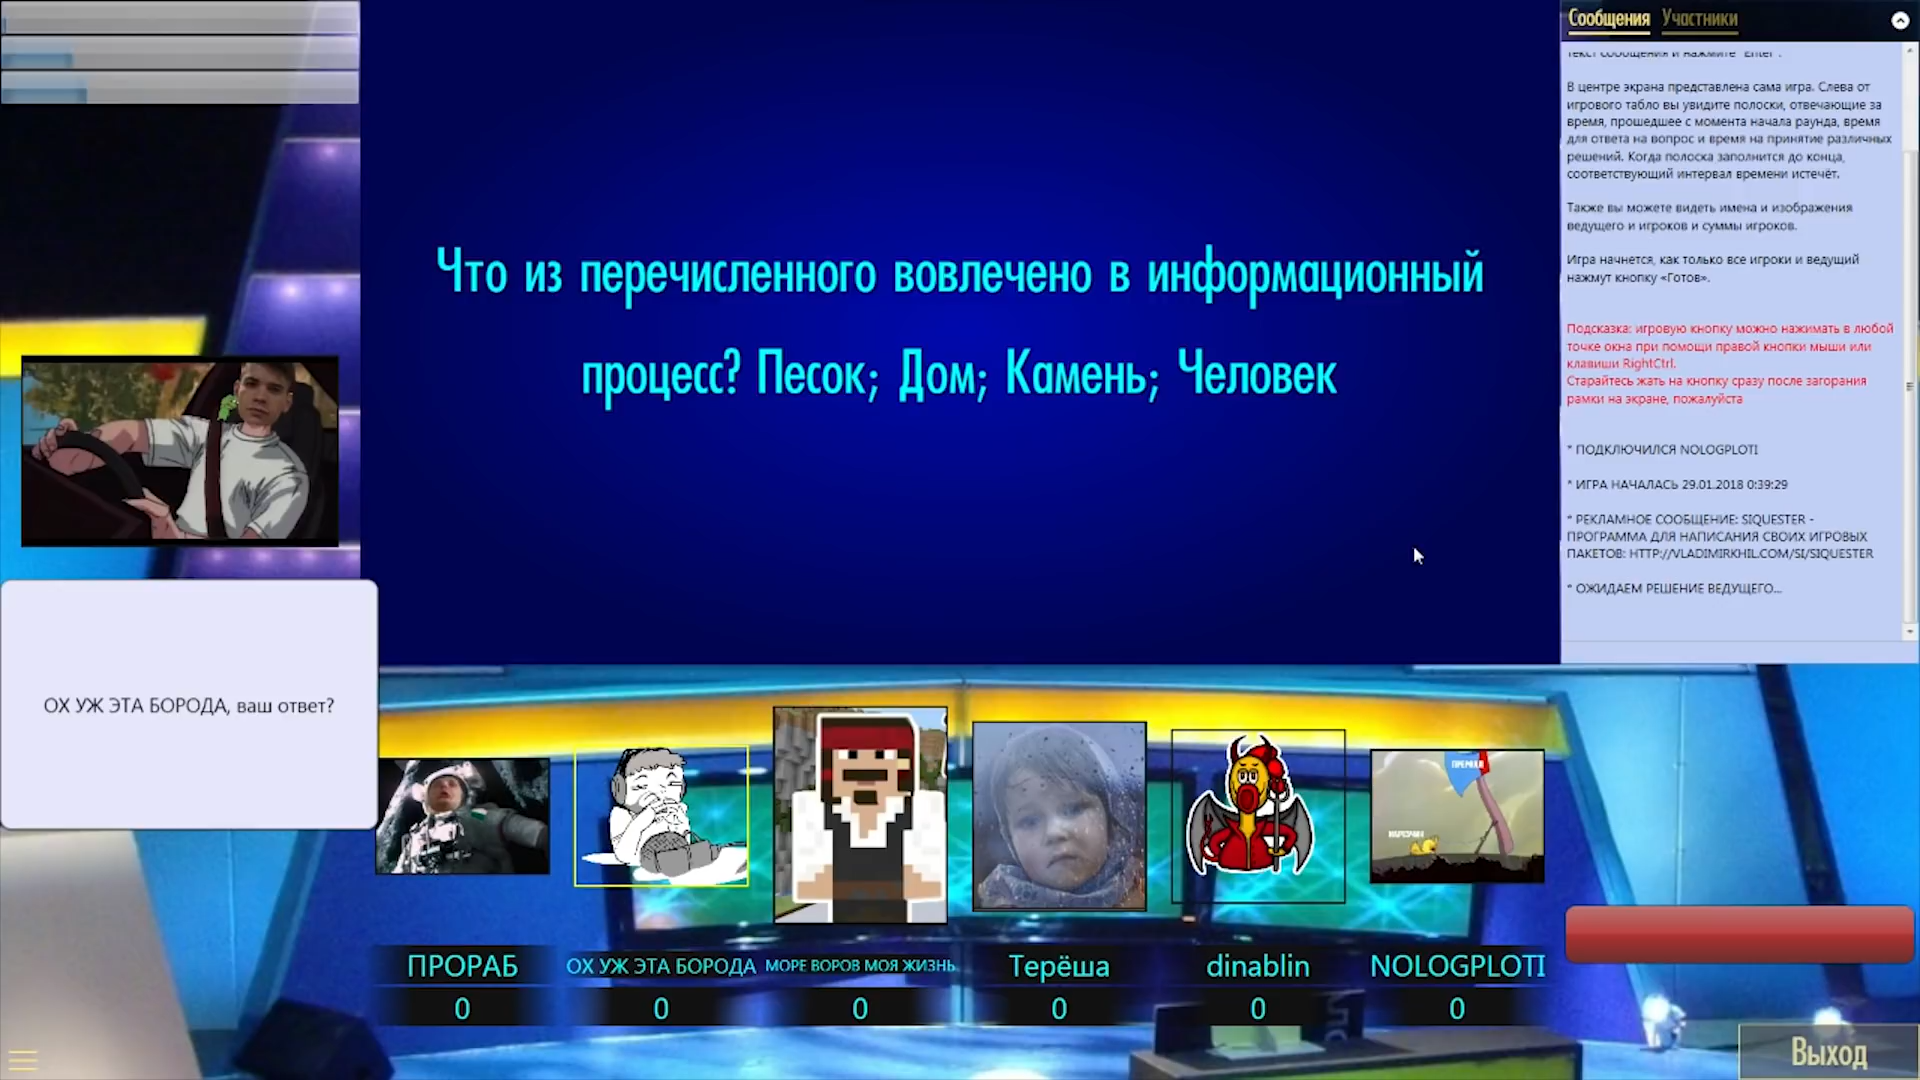 Сообщения Участники
текст сообщения и нажмите "Enter".
В центре экрана представлена сама игра. Слева от
игрового табло вы увидите полоски, отвечающие за
время, прошедшее с момента начала раунда, время
для ответа на вопрос и время на принятие различных
решений. Когда полоска заполнится до конца,
соответствующий интервал времени истечёт.
Также вы можете видеть имена и изображения
ведущего и игроков и суммы игроков.
Игра начнется, как только все игроки и ведущий
нажмут кнопку «Готов».
Подсказка: игровую кнопку можно нажимать в любой
точке окна при помощи правой кнопки мыши или
клавиши RightCtrl.
Старайтесь жать на кнопку сразу после загорания
рамки на экране, пожалуйста
* ПОДКЛЮЧИЛСЯ NOLOGPLOTI
* ИГРА НАЧАЛАСЬ 29.01.2018 0:39:29
* РЕКЛАМНОЕ СООБЩЕНИЕ: SIQUESTER -
ПРОГРАММА ДЛЯ НАПИСАНИЯ СВОИХ ИГРОВЫХ
ПАКЕТОВ: HTTP://VLADIMIRKHIL.COM/SI/SIQUESTER
* ОЖИДАЕМ РЕШЕНИЕ ВЕДУЩЕГО...
Что из перечисленного вовлечено в информационный
процесс? Песок; Дом; Камень; Человек
ОХ УЖ ЭТА БОРОДА, ваш ответ?
ПРОРАБ
ОХ УЖ ЭТА БОРОДА
МОРЕ ВОРОВ МОЯ ЖИЗНЬ
Терёша
dinablin
NOLOGPLOTI
0
0
0
0
0
0
Выход